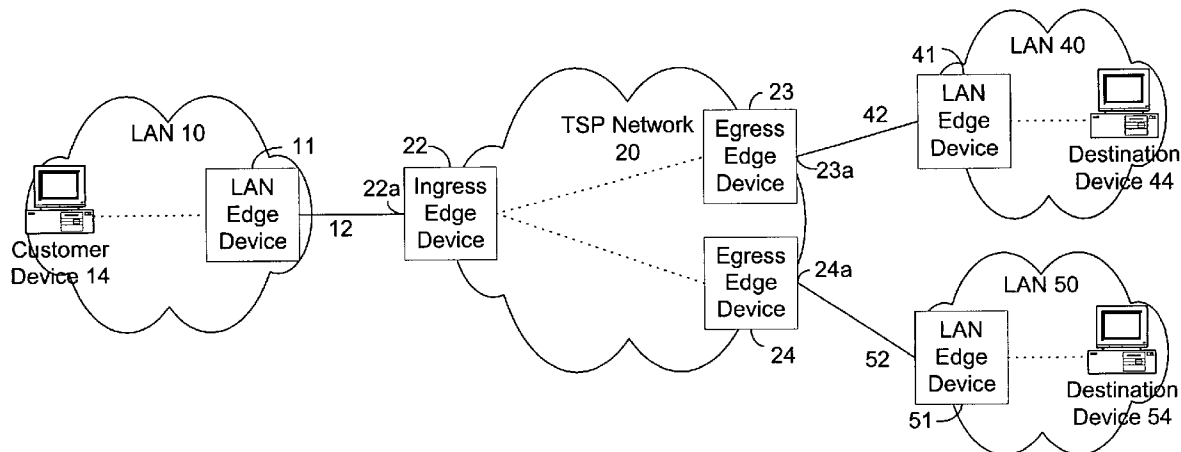 LAN 10
Customer
Device 14
11
LAN
Edge
Device
12
22
22a
Ingress
Edge
Device
TSP Network
20
23
Egress
Edge
Device
23a
Egress
Edge
Device
24a
24
42
41
LAN 40
LAN
Edge
Device
Destination
Device 44
52
LAN 50
LAN
Edge
Device
51
Destination
Device 54